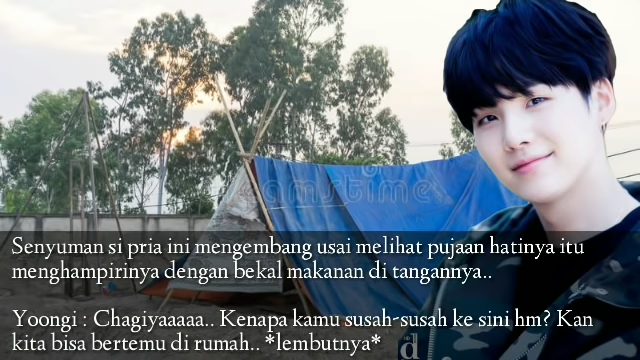 Senyuman si pria ini mengembang usai melihat pujaan hatinya itu
menghampirinya dengan bekal makanan di tangannya..
Yoongi : Chagiyaaaaa.. Kenapa kamu susah-susah ke sini hm? Kan
kita bisa bertemu di rumah.. *lembutnya*